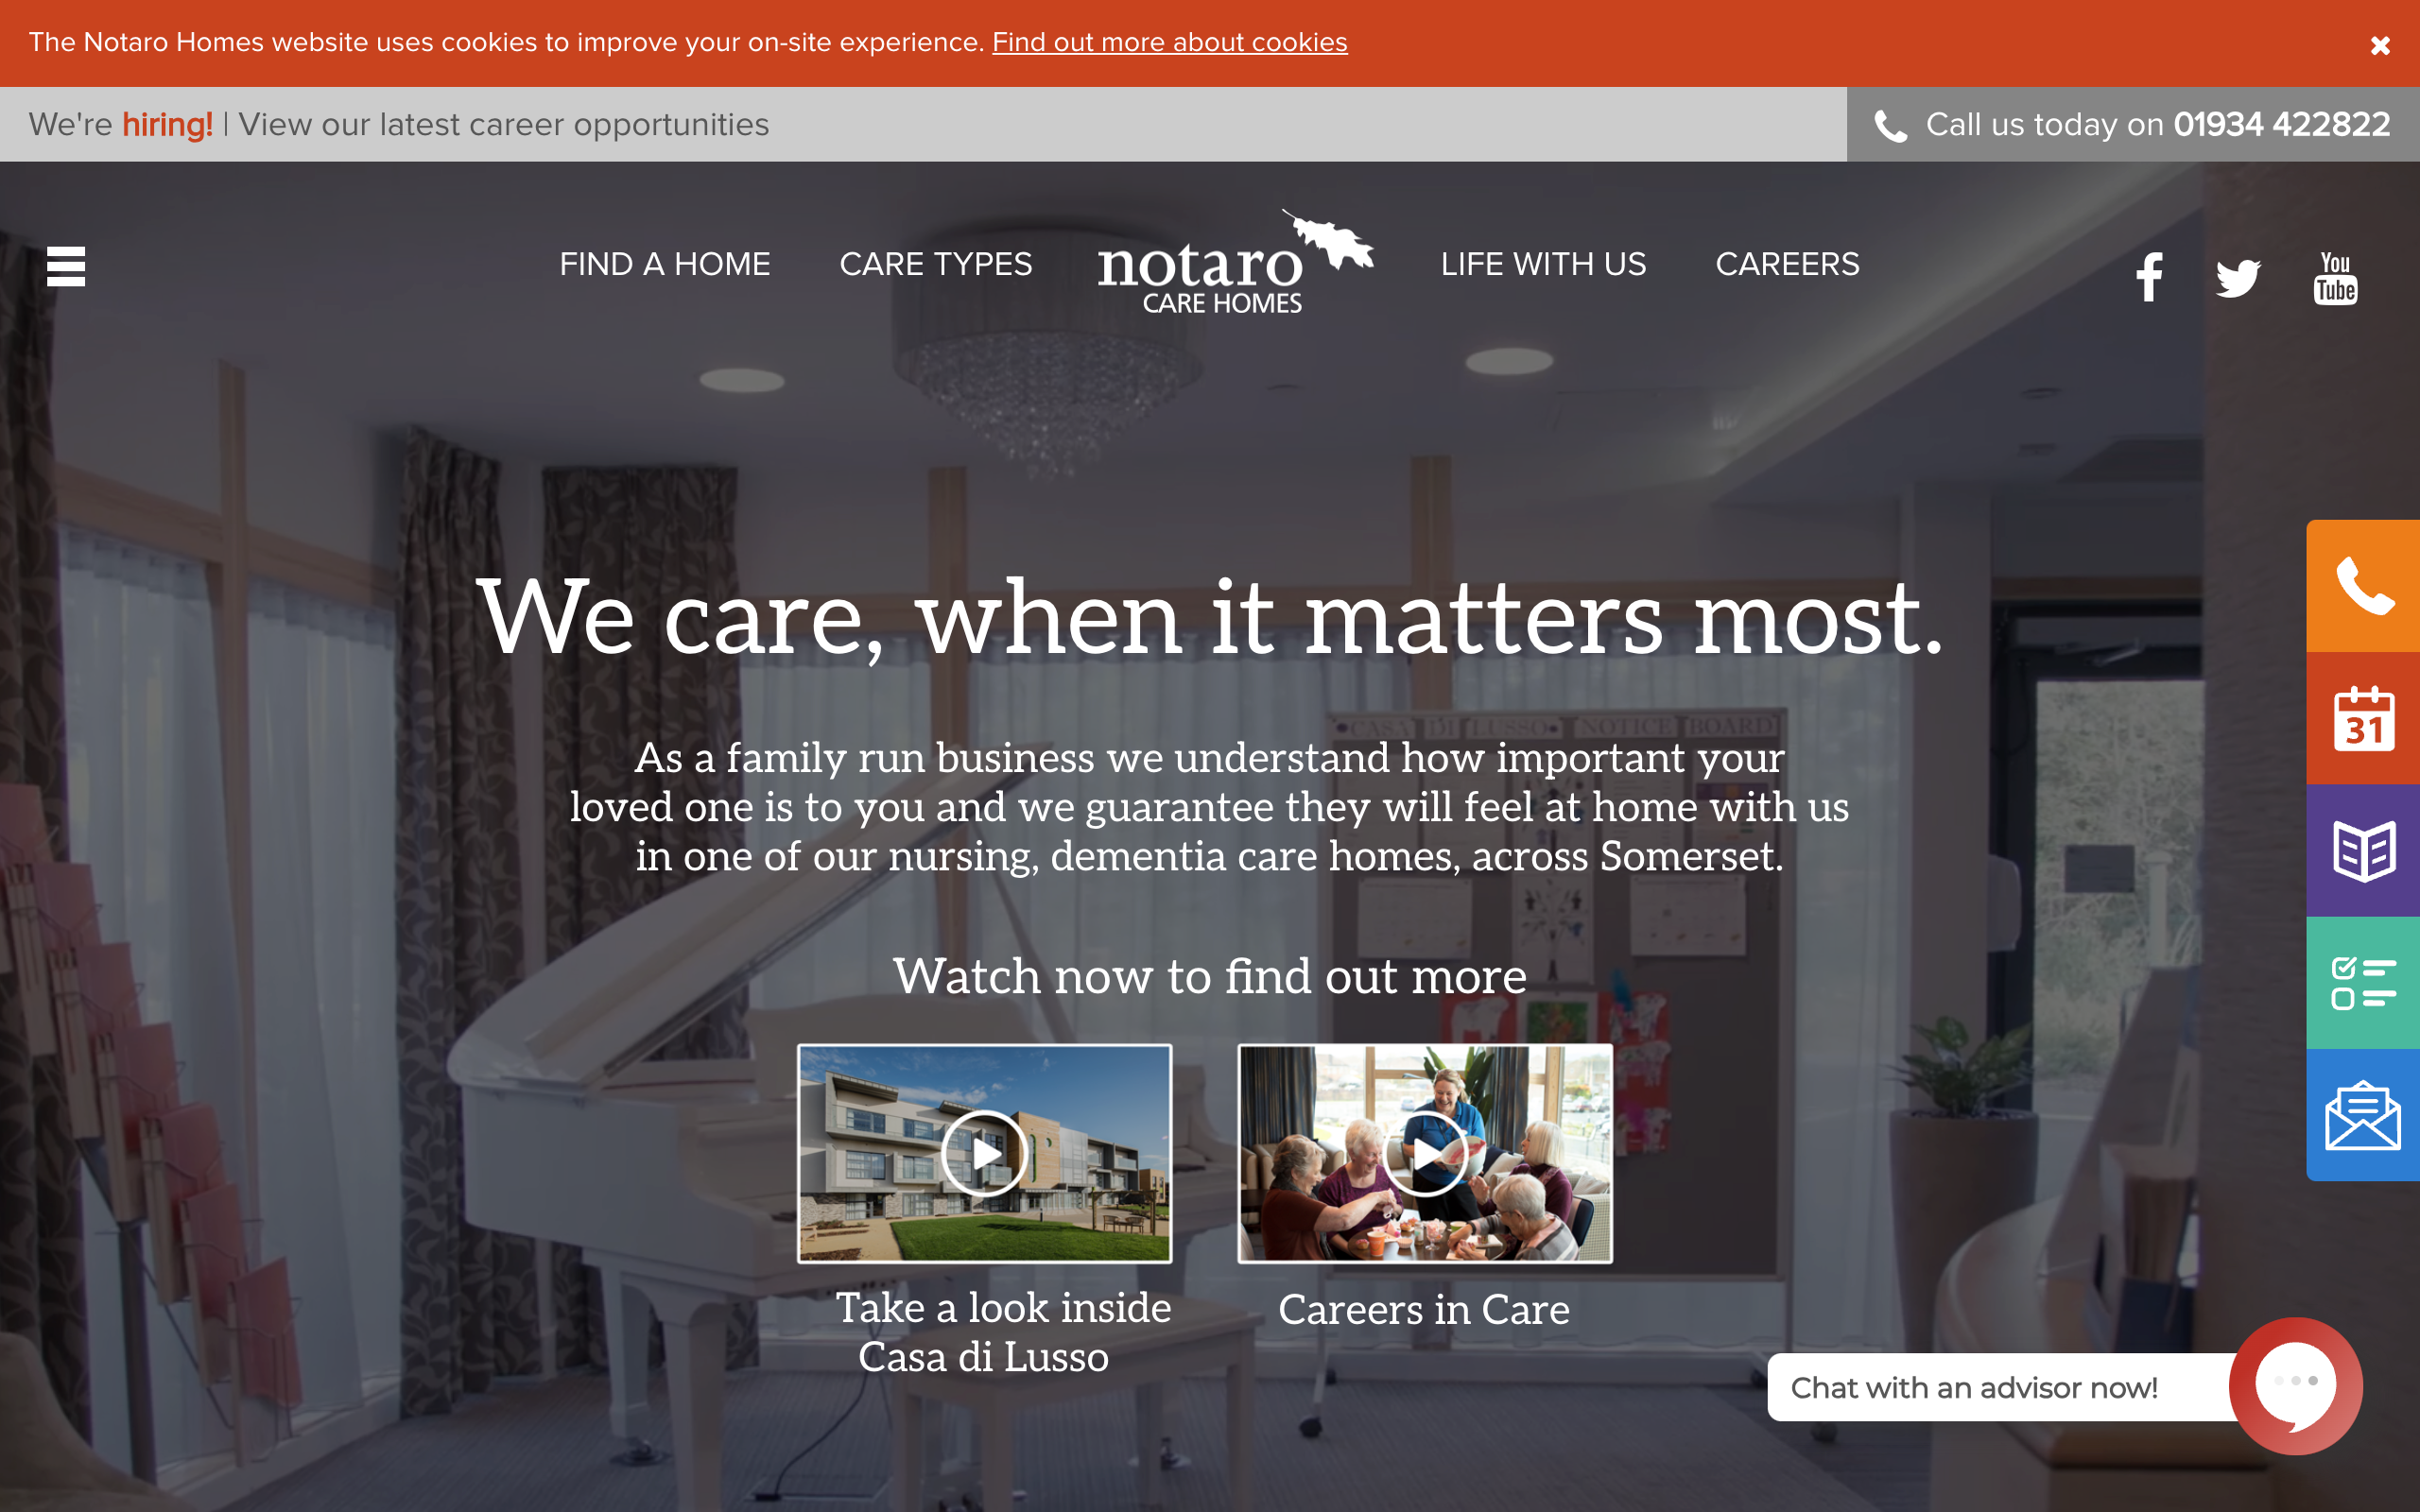 The Notaro Homes website uses cookies to improve your on-site experience. Find out more about cookies
We're hiring! | View our latest career opportunities
Call us today on 01934 422822
FIND A HOME
CARE TYPES
notaro
CARE HOMES
LIFE WITH US
CAREERS
You
Tube
We care, when it matters most.
CASA DI LUSSO NOTICE BOARD
As a family run business we understand how important your
loved one is to you and we guarantee they will feel at home with us
in one of our nursing, dementia care homes, across Somerset.
31
Watch now to find out more
Take a look inside
Casa di Lusso
Careers in Care
Chat with an advisor now!